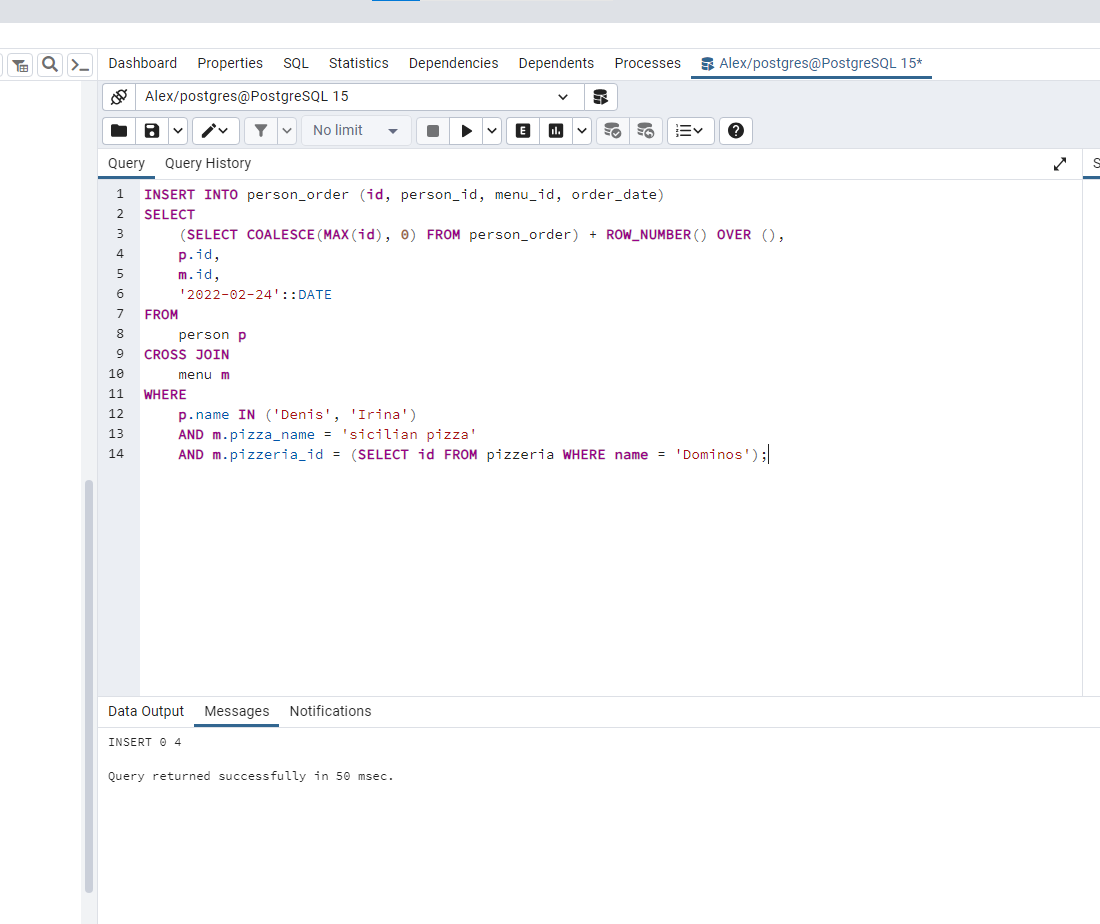 Dashboard Properties SQL Statistics Dependencies Dependents Processes Alex/postgres@PostgreSQL 15*
Alex/postgres@PostgreSQL 15
No limit E
Query Query History S
1 INSERT INTO person_order (id, person_id, menu_id, order_date)
2 SELECT
3 (SELECT COALESCE(MAX(id), 0) FROM person_order) + ROW_NUMBER() OVER (),
4 p.id,
5 m.id,
6 '2022-02-24'::DATE
7 FROM
8 person p
9 CROSS JOIN
10 menu m
11 WHERE
12 p.name IN ('Denis', 'Irina')
13 AND m.pizza_name = 'sicilian pizza'
14 AND m.pizzeria_id = (SELECT id FROM pizzeria WHERE name = 'Dominos');
Data Output Messages Notifications
INSERT 0 4
Query returned successfully in 50 msec.